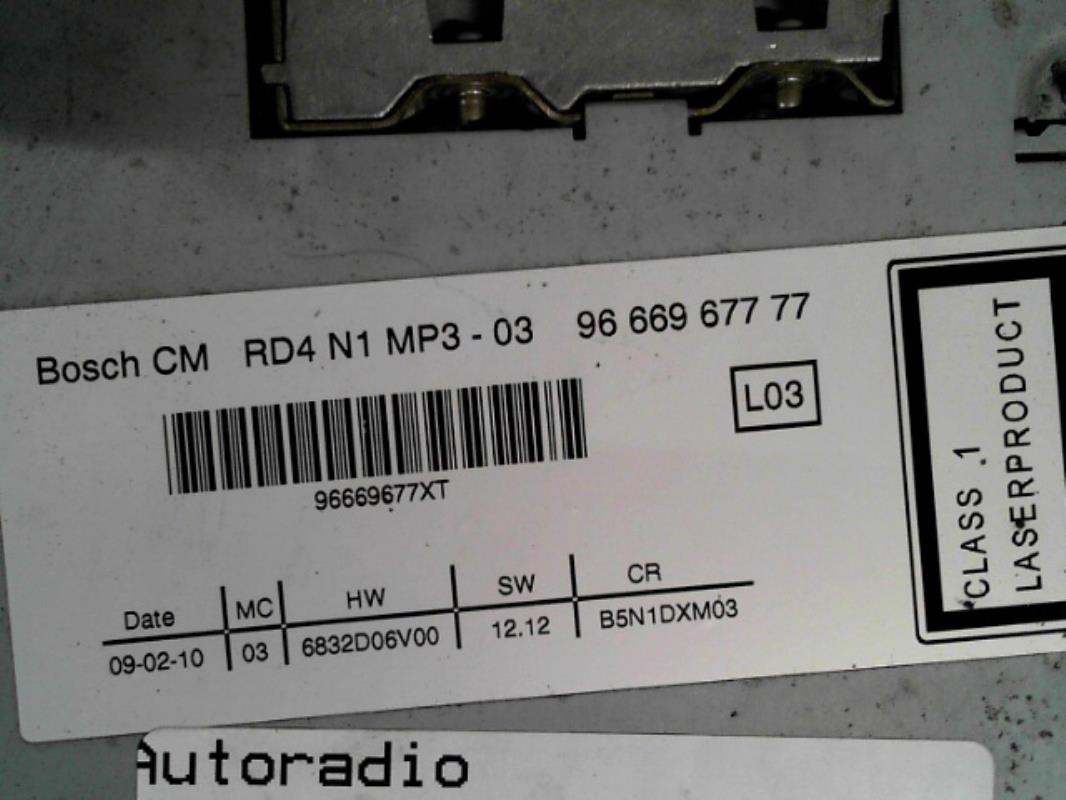 Bosch CM RD4 N1 MP3 - 03 96 669 677 77
L03
96669677XT
CLASS 1
LASERPRODUCT
Date MC HW SW CR
09-02-10 03 6832D06V00 12.12 B5N1DXM03
Autoradio